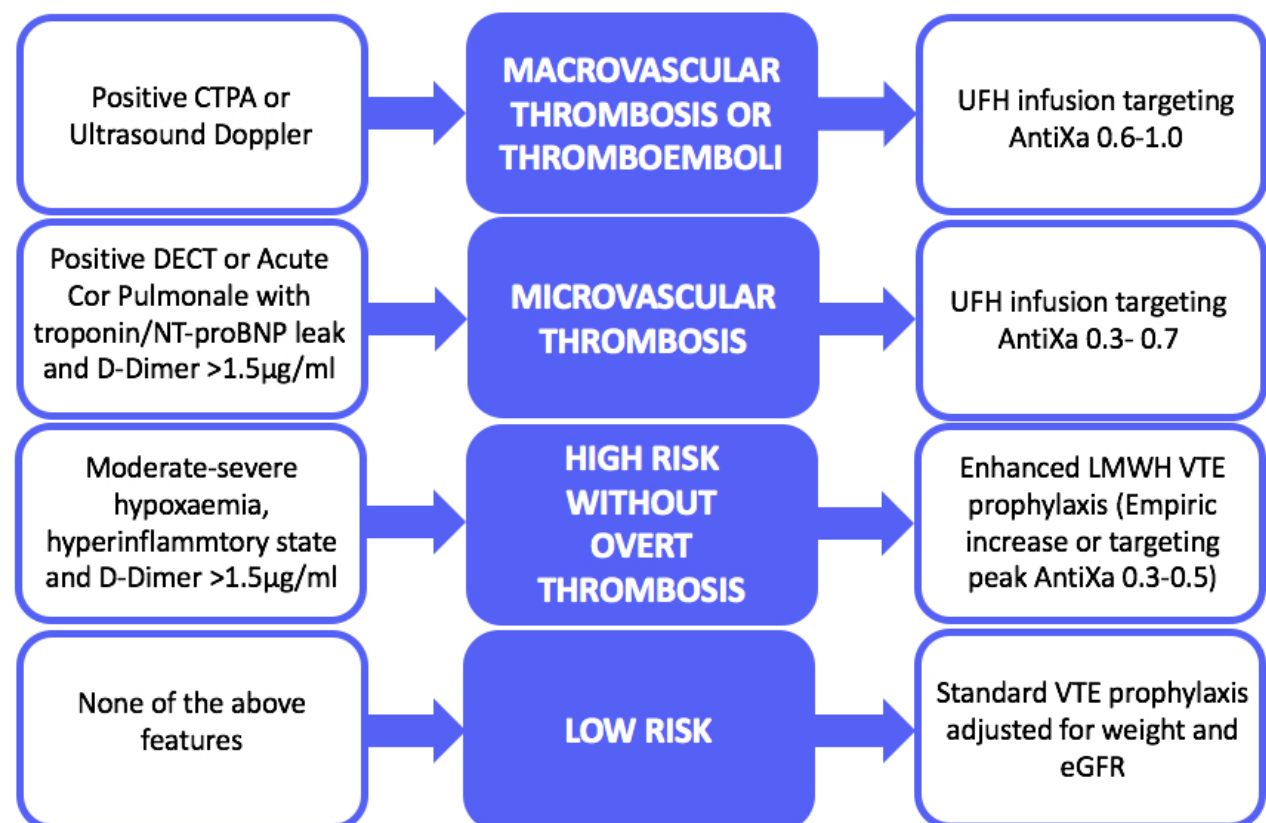 Positive CTPA or
Ultrasound Doppler
MACROVASCULAR
THROMBOSIS OR
THROMBOEMBOLI
UFH infusion targeting
AntiXa 0.6-1.0
Positive DECT or Acute
Cor Pulmonale with
troponin/NT-proBNP leak
and D-Dimer >1.5µg/ml
MICROVASCULAR
THROMBOSIS
UFH infusion targeting
AntiXa 0.3- 0.7
Moderate-severe
hypoxaemia,
hyperinflammtory state
and D-Dimer >1.5µg/ml
HIGH RISK
WITHOUT
OVERT
THROMBOSIS
Enhanced LMWH VTE
prophylaxis (Empiric
increase or targeting
peak AntiXa 0.3-0.5)
None of the above
features
LOW RISK
Standard VTE prophylaxis
adjusted for weight and
eGFR